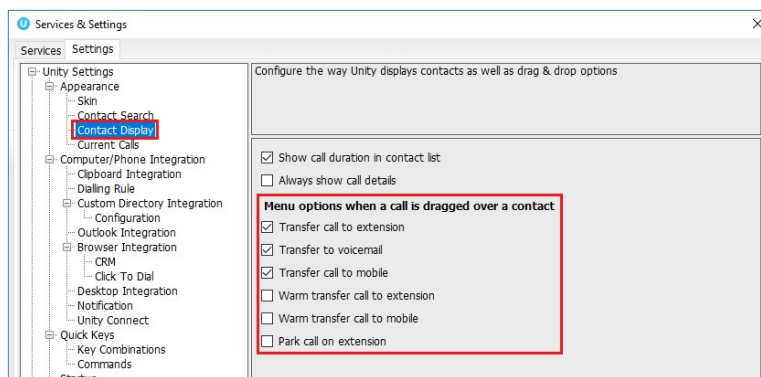 Services & Settings
Services Settings
Unity Settings
Appearance
Skin
Contact Search
Contact Display
Current Calls
Computer/Phone Integration
Clipboard Integration
Dialling Rule
Custom Directory Integration
Configuration
Outlook Integration
Browser Integration
CRM
Click To Dial
Desktop Integration
Notification
Unity Connect
Quick Keys
Key Combinations
Commands
Configure the way Unity displays contacts as well as drag & drop options
Show call duration in contact list
Always show call details
Menu options when a call is dragged over a contact
Transfer call to extension
Transfer to voicemail
Transfer call to mobile
Warm transfer call to extension
Warm transfer call to mobile
Park call on extension